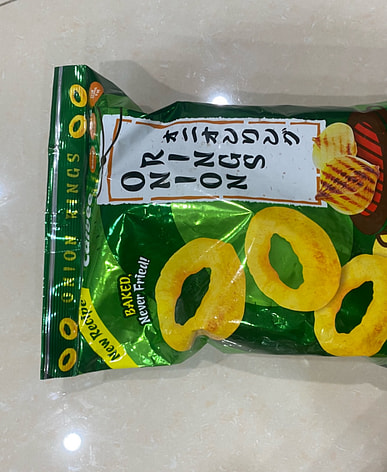 ONION RINGS
オニオンリング
ONION
RINGS
BAKED,
Never Fried!!
New Recipe